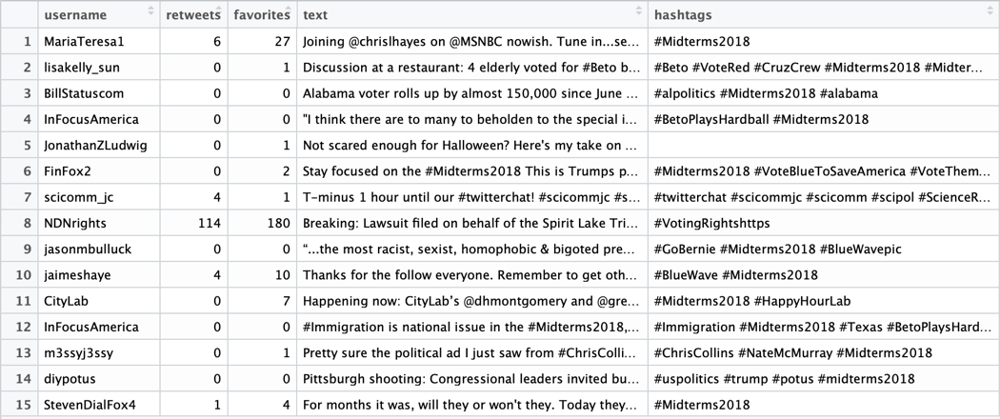 username retweets favorites text hashtags
1 MariaTeresa1 6 27 Joining @chrislhayes on @MSNBC nowish. Tune in...se... #Midterms2018
2 lisakelly_sun 0 1 Discussion at a restaurant: 4 elderly voted for #Beto b... #Beto #VoteRed #CruzCrew #Midterms2018 #Midter...
3 BillStatuscom 0 0 Alabama voter rolls up by almost 150,000 since June ... #alpolitics #Midterms2018 #alabama
4 InFocusAmerica 0 0 "I think there are to many to beholden to the special i... #BetoPlaysHardball #Midterms2018
5 JonathanZLudwig 0 1 Not scared enough for Halloween? Here's my take on ...
6 FinFox2 0 2 Stay focused on the #Midterms2018 This is Trumps p... #Midterms2018 #VoteBlueToSaveAmerica #VoteThem...
7 scicomm_jc 4 1 T-minus 1 hour until our #twitterchat! #scicommjc #s... #twitterchat #scicommjc #scicomm #scipol #ScienceR...
8 NDNrights 114 180 Breaking: Lawsuit filed on behalf of the Spirit Lake Tri... #VotingRightshttps
9 jasonmbulluck 0 0 “...the most racist, sexist, homophobic & bigoted pre... #GoBernie #Midterms2018 #BlueWavepic
10 jaimeshaye 4 10 Thanks for the follow everyone. Remember to get oth... #BlueWave #Midterms2018
11 CityLab 0 7 Happening now: CityLab’s @dhmontgomery and @gre... #Midterms2018 #HappyHourLab
12 InFocusAmerica 0 0 #Immigration is national issue in the #Midterms2018,... #Immigration #Midterms2018 #Texas #BetoPlaysHard...
13 m3ssyj3ssy 0 1 Pretty sure the political ad I just saw from #ChrisColli... #ChrisCollins #NateMcMurray #Midterms2018
14 diypotus 0 0 Pittsburgh shooting: Congressional leaders invited bu... #uspolitics #trump #potus #midterms2018
15 StevenDialFox4 1 4 For months it was, will they or won't they. Today they... #Midterms2018